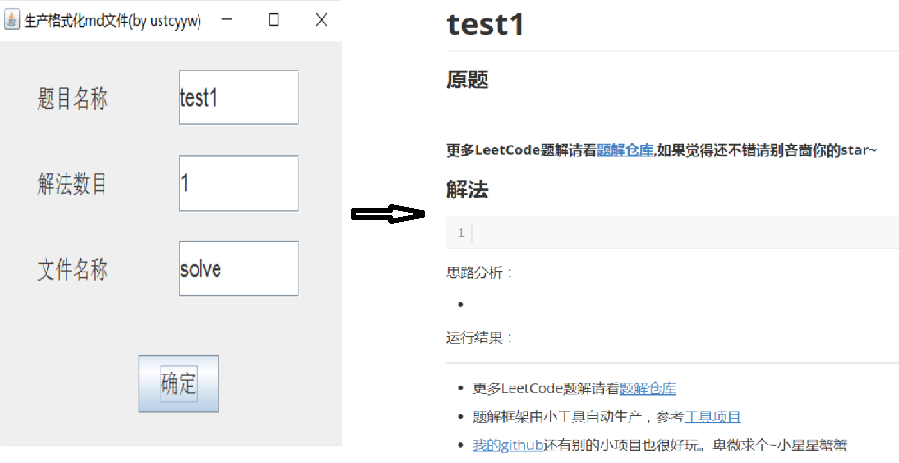 生产格式化md文件(by ustcyyw)
题目名称
test1
解法数目
1
文件名称
solve
确定
test1
原题
更多LeetCode题解请看题解仓库,如果觉得还不错请别吝啬你的star~
解法
1
思路分析：
运行结果：
更多LeetCode题解请看题解仓库
题解框架由小工具自动生产，参考工具项目
我的github还有别的小项目也很好玩。卑微求个~小星星蟹蟹